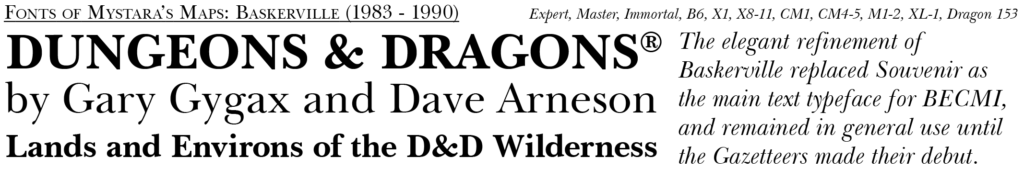 Fonts of Mystara's Maps: Baskerville (1983 - 1990)
Expert, Master, Immortal, B6, X1, X8-11, CM1, CM4-5, M1-2, XL-1, Dragon 153
DUNGEONS & DRAGONS®
by Gary Gygax and Dave Arneson
Lands and Environs of the D&D Wilderness
The elegant refinement of
Baskerville replaced Souvenir as
the main text typeface for BECMI,
and remained in general use until
the Gazetteers made their debut.